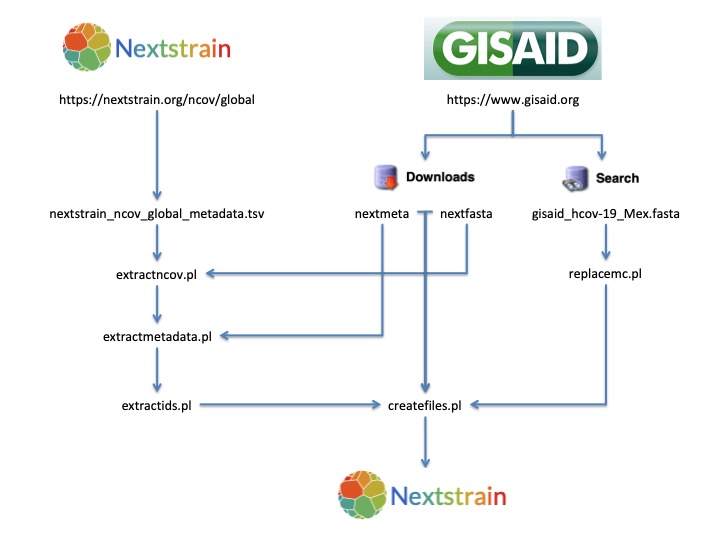 Nextstrain
GISAID
https://nextstrain.org/ncov/global
https://www.gisaid.org
Downloads
Search
nextstrain_ncov_global_metadata.tsv
nextmeta
nextfasta
gisaid_hcov-19_Mex.fasta
extractncov.pl
replacemc.pl
extractmetadata.pl
extractids.pl
createfiles.pl
Nextstrain